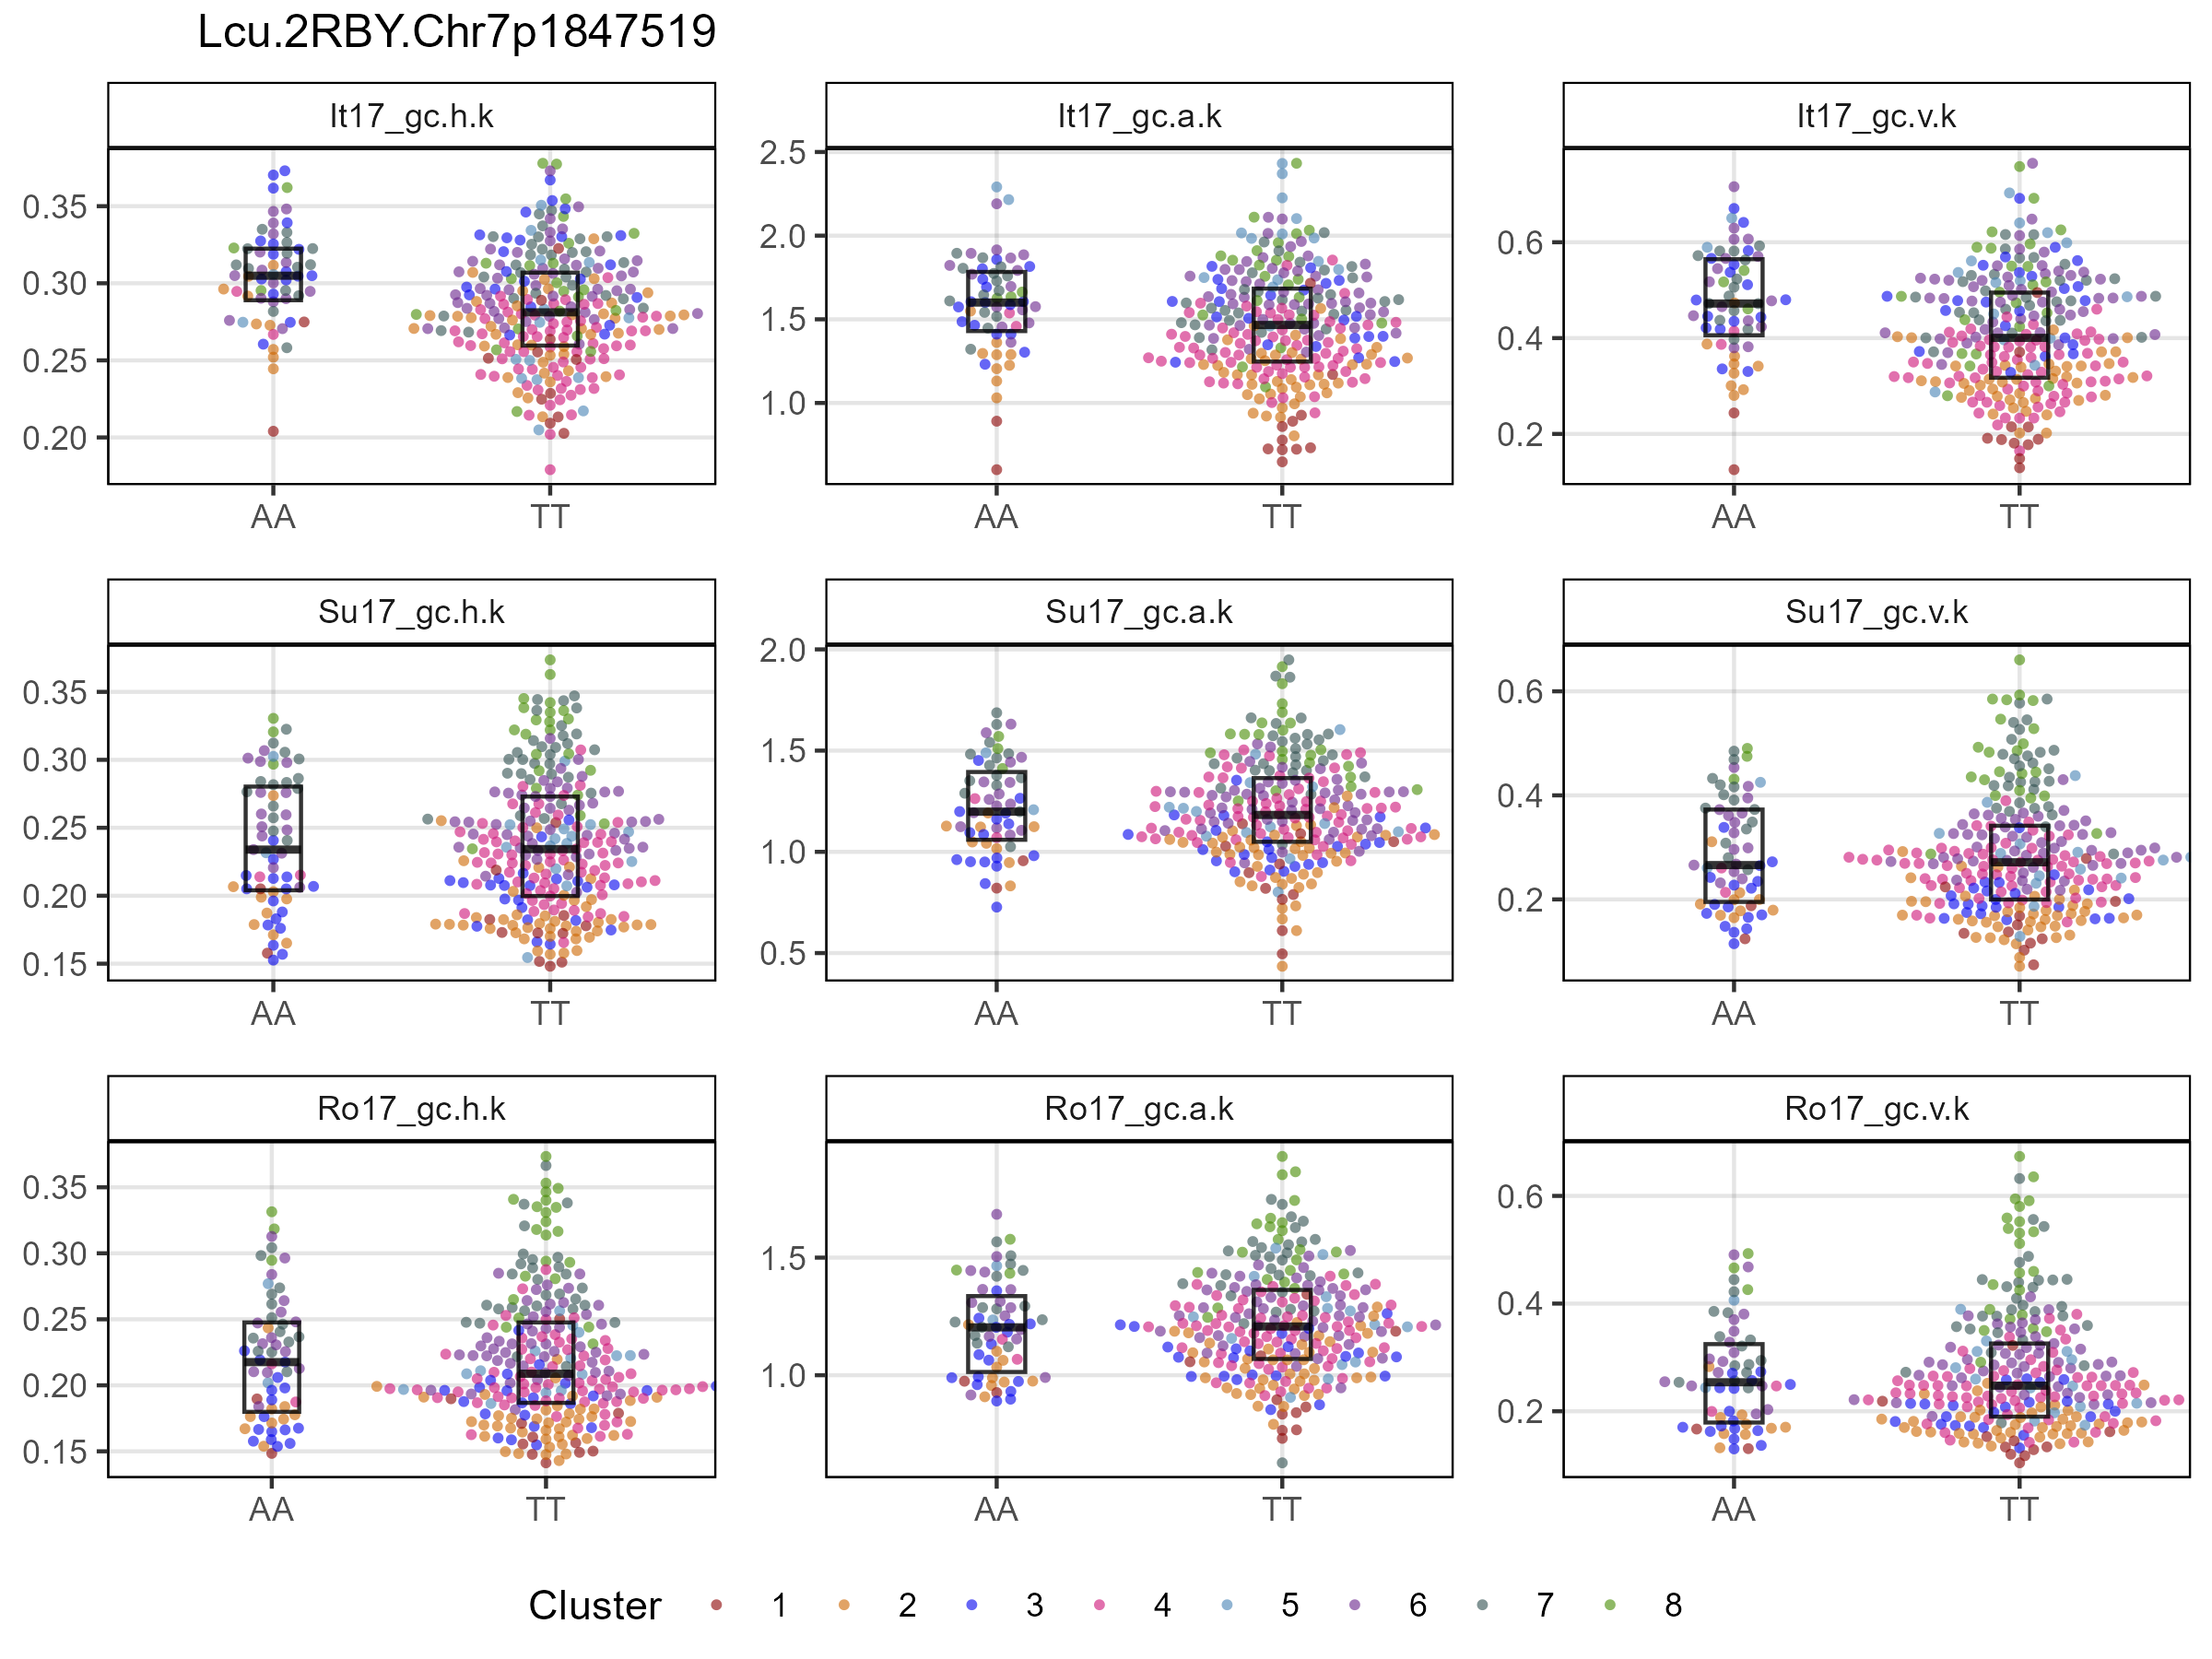 Lcu.2RBY.Chr7p1847519
It17_gc.h.k
It17_gc.a.k
It17_gc.v.k
0.35
0.30
0.25
0.20
AA TT
2.5
2.0
1.5
1.0
AA TT
0.6
0.4
0.2
AA TT
Su17_gc.h.k
Su17_gc.a.k
Su17_gc.v.k
0.35
0.30
0.25
0.20
0.15
AA TT
2.0
1.5
1.0
0.5
AA TT
0.6
0.4
0.2
AA TT
Ro17_gc.h.k
Ro17_gc.a.k
Ro17_gc.v.k
0.35
0.30
0.25
0.20
0.15
AA TT
1.5
1.0
AA TT
0.6
0.4
0.2
AA TT
Cluster 1 2 3 4 5 6 7 8